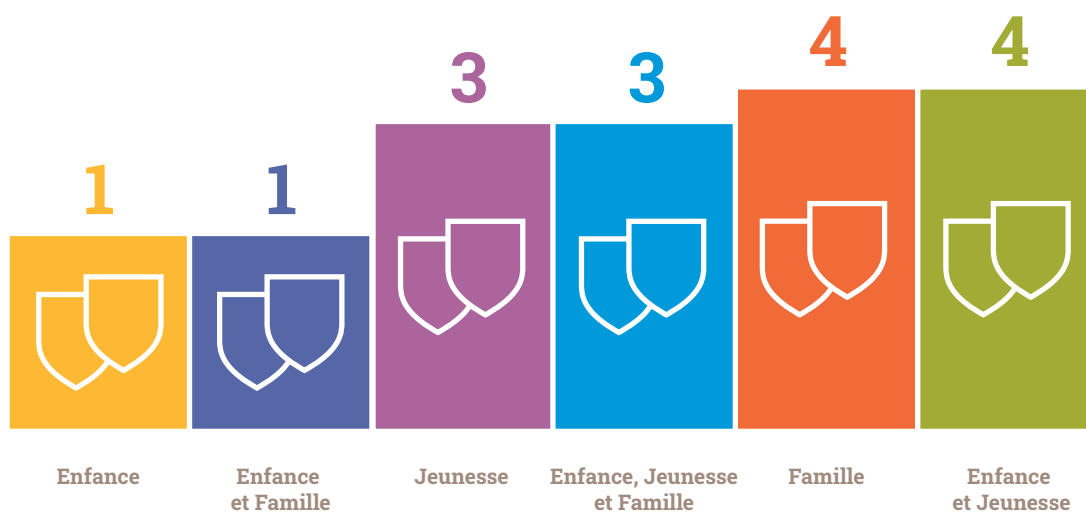 1
1
3
3
4
4
Enfance
Enfance
et Famille
Jeunesse
Enfance, Jeunesse
et Famille
Famille
Enfance
et Jeunesse